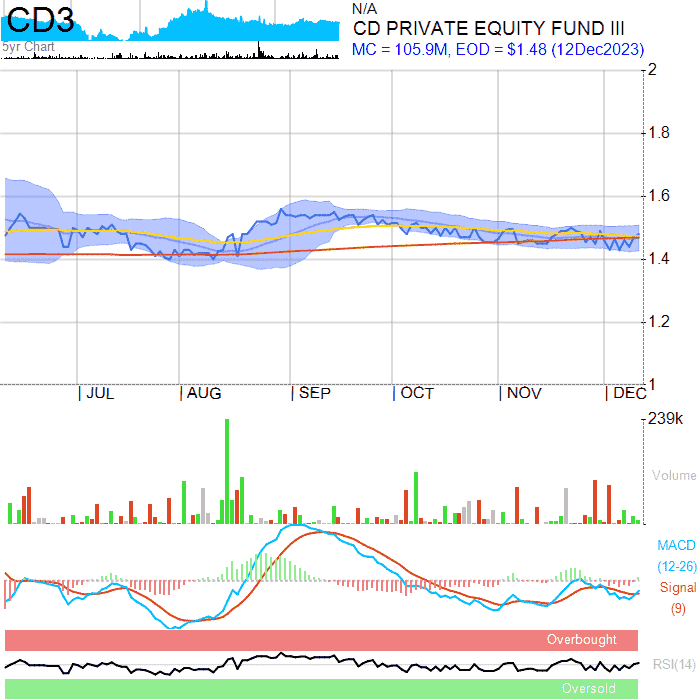 CD3
5yr Chart
N/A
CD PRIVATE EQUITY FUND III
MC = 105.9M, EOD = $1.48 (12Dec2023)
2
1.8
1.6
1.4
1.2
1
JUL AUG SEP OCT NOV DEC
239k
Volume
MACD
(12-26)
Signal
(9)
Overbought
RSI(14)
Oversold